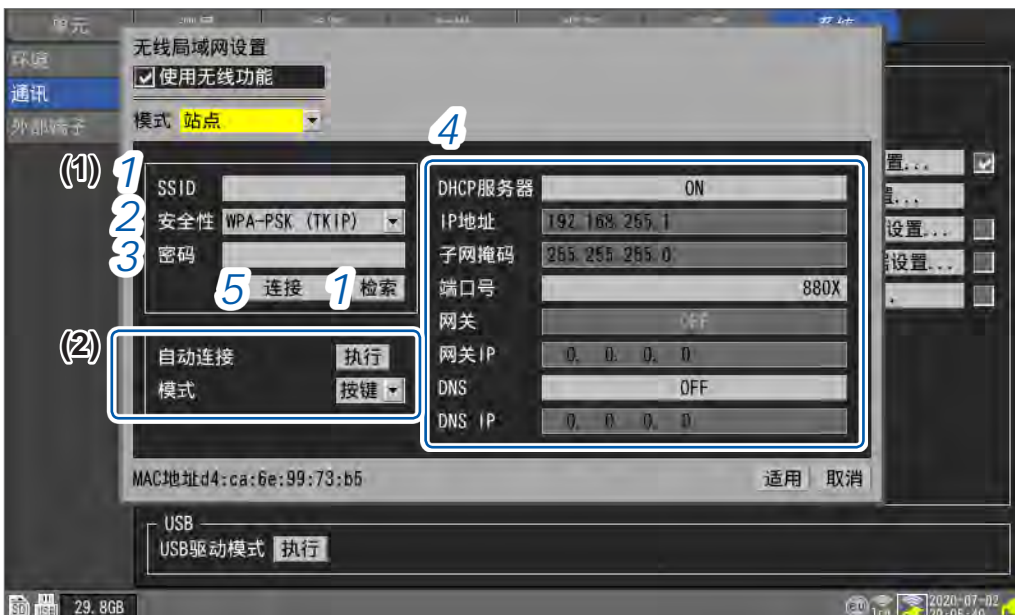 单元
系统
环境
通讯
外部端子
无线局域网设置
使用无线功能
模式 站点
4
(1)
1 SSID
2 安全性 WPA-PSK (TKIP)
3 密码
5 连接 1 检索
(2)
自动连接 执行
模式 按键
DHCP服务器 ON
IP地址 192.168.255.1
子网掩码 255.255.255.0
端口号 880X
网关 OFF
网关IP 0. 0. 0. 0
DNS OFF
DNS IP 0. 0. 0. 0
MAC地址d4:ca:6e:99:73:b5
适用 取消
置...
设置...
设置...
USB
USB驱动模式 执行
SD USB 29.8GB
2020-07-02